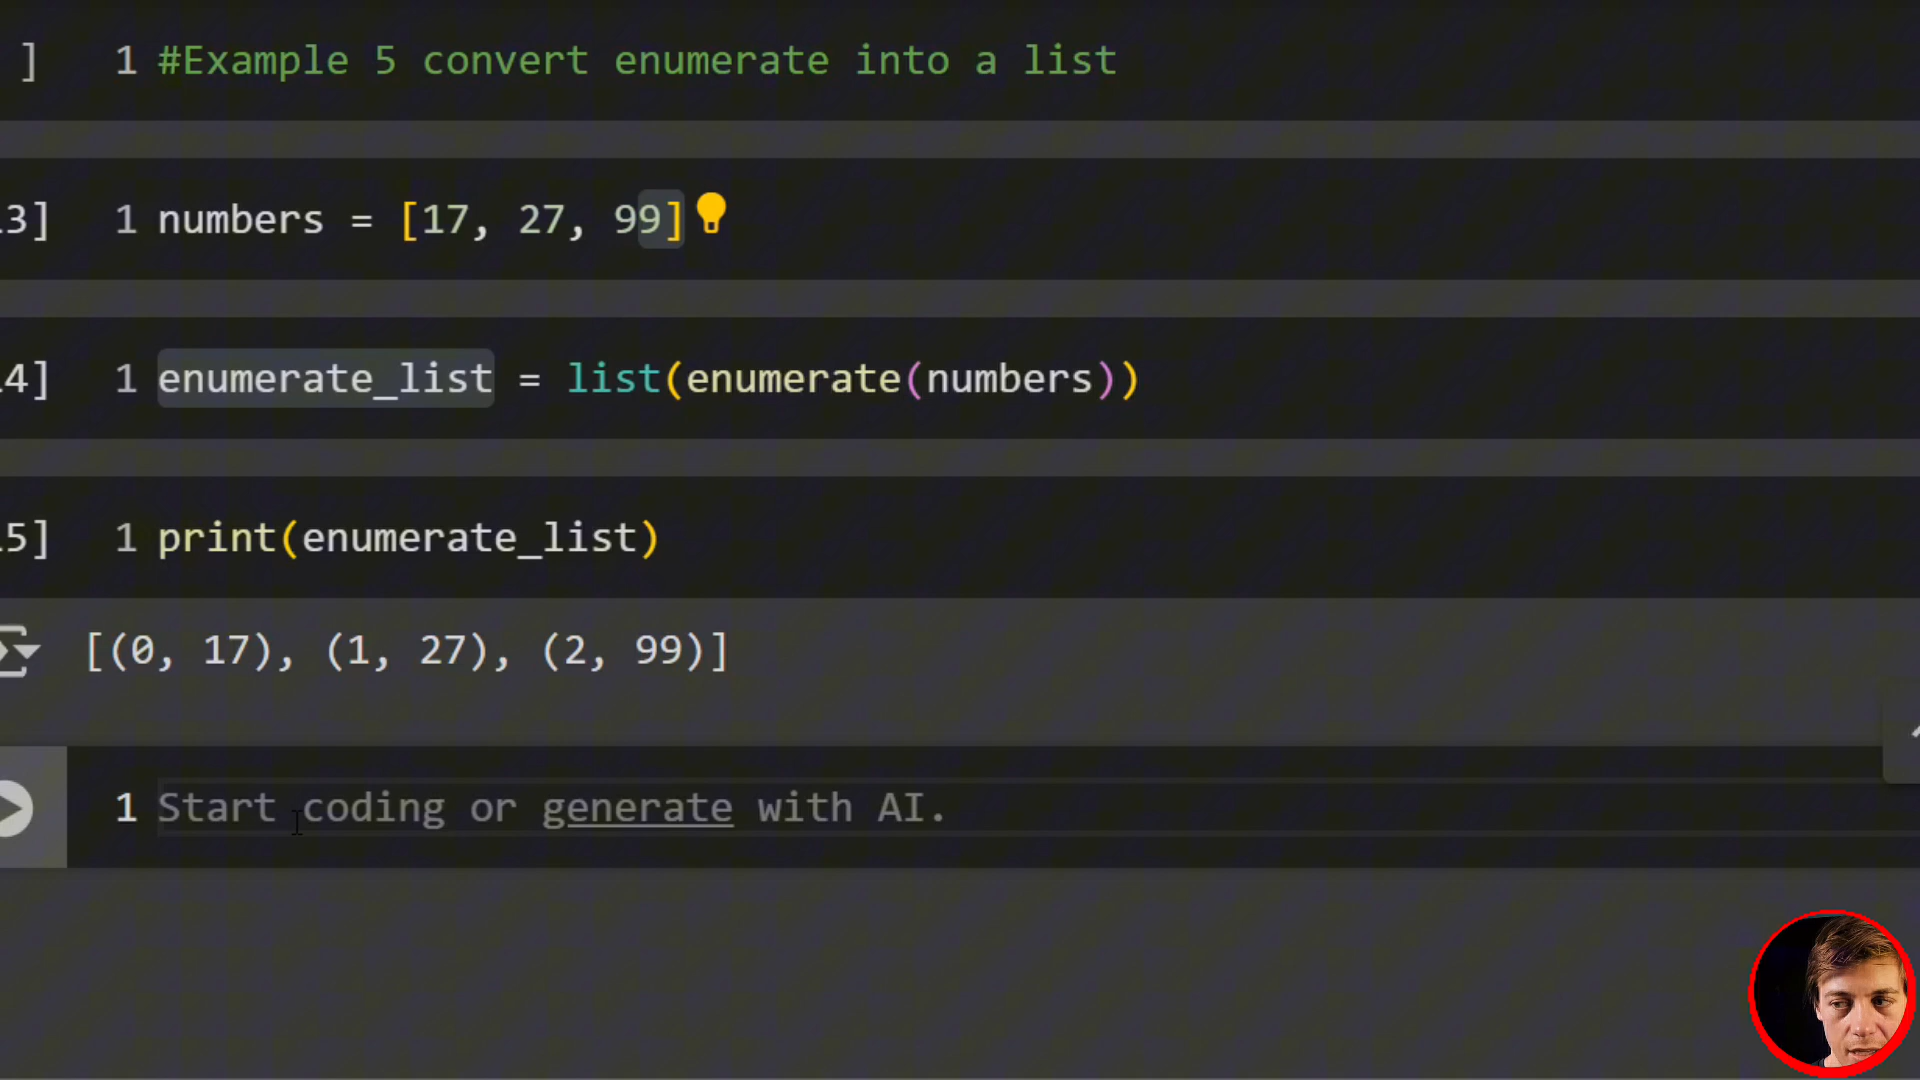 ] 1 #Example 5 convert enumerate into a list
3] 1 numbers = [17, 27, 99]
4] 1 enumerate_list = list(enumerate(numbers))
5] 1 print(enumerate_list)
[(0, 17), (1, 27), (2, 99)]
1 Start coding or generate with AI.